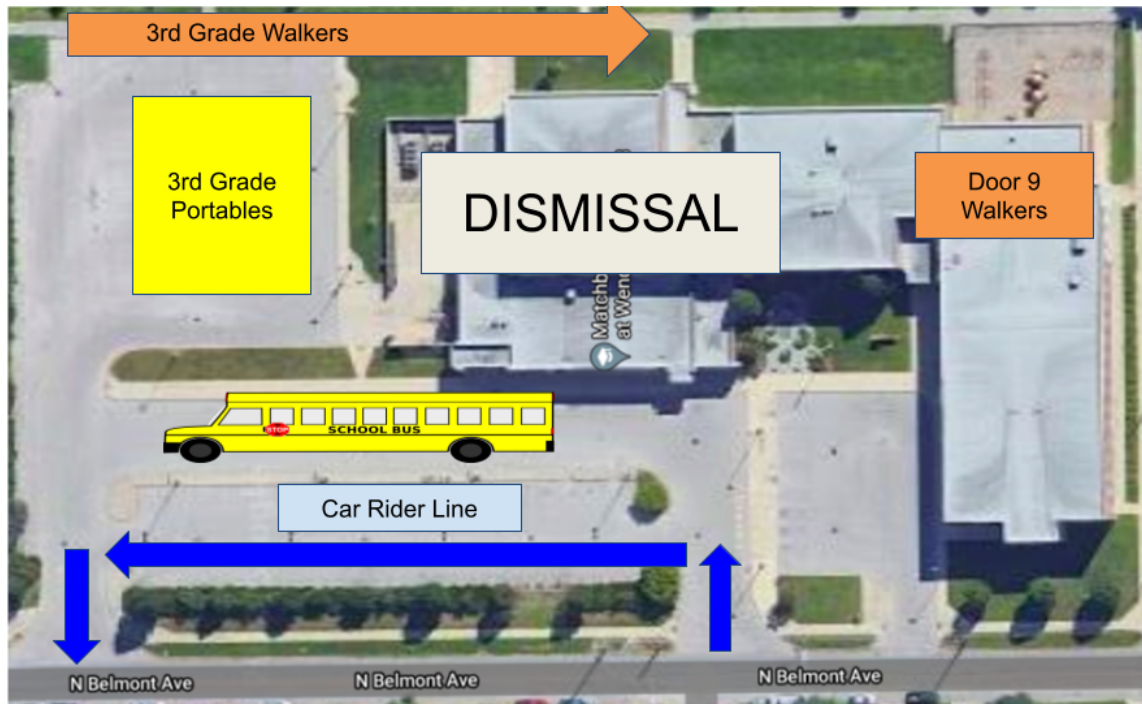 3rd Grade Walkers
3rd Grade
Portables
DISMISSAL
Door 9
Walkers
at
STOP
SCHOOL BUS
Car Rider Line
N Belmont Ave
N Belmont Ave
N Belmont Ave